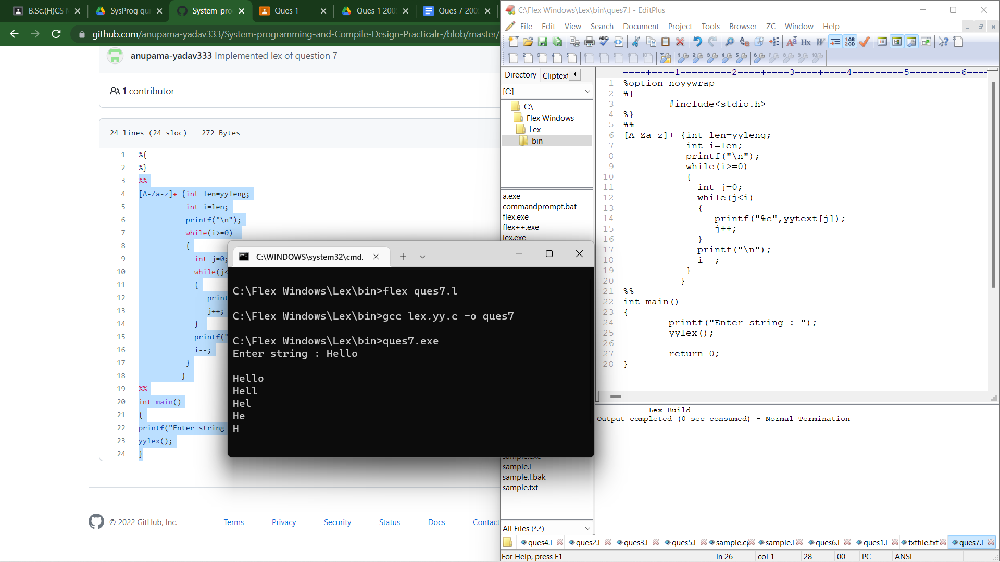 B.Sc.(H)CS
SysProg gui
System-pro
Ques 1
Ques 1 200
Ques 7 200
github.com/anupama-yadav333/System-programming-and-Compile-Design-Practicalr-/blob/master/
anupama-yadav333 Implemented lex of question 7
1 contributor
24 lines (24 sloc)
272 Bytes
1 %{
2 %}
3 %%
4 [A-Za-z]+ {int len=yyleng;
5 int i=len;
6 printf("\n");
7 while(i>=0)
8 {
9 int j=0;
10 while(j<
11 {
12 print
13 j++;
14 }
15 printf("
16 i--;
17 }
18 }
19 %%
20 int main()
21 {
22 printf("Enter string
23 yylex();
24 }
© 2022 GitHub, Inc.
Terms
Privacy
Security
Status
Docs
Contact
C:\WINDOWS\system32\cmd.
C:\Flex Windows\Lex\bin>flex ques7.l
C:\Flex Windows\Lex\bin>gcc lex.yy.c -o ques7
C:\Flex Windows\Lex\bin>ques7.exe
Enter string : Hello
Hello
Hell
Hel
He
H
C:\Flex Windows\Lex\bin\ques7.l - EditPlus
File Edit View Search Document Project Tools Browser ZC Window Help
Directory
Cliptext
[C:]
C:\
Flex Windows
Lex
bin
a.exe
commandprompt.bat
flex.exe
flex++.exe
lex.exe
sample.exe
sample.l
sample.l.bak
sample.txt
All Files (*.*)
----+----1----+----2----+----3----+----4----+----5----+----6----
1 %option noyywrap
2 %{
3 #include<stdio.h>
4 %}
5 %%
6 [A-Za-z]+ {int len=yyleng;
7 int i=len;
8 printf("\n");
9 while(i>=0)
10 {
11 int j=0;
12 while(j<i)
13 {
14 printf("%c",yytext[j]);
15 j++;
16 }
17 printf("\n");
18 i--;
19 }
20 }
21 %%
22 int main()
23 {
24 printf("Enter string : ");
25 yylex();
26
27 return 0;
28 }
---------- Lex Build ----------
Output completed (0 sec consumed) - Normal Termination
ques4.l
ques2.l
ques3.l
ques5.l
sample.cp
sample.l
ques6.l
ques1.l
txtfile.txt
ques7.l
For Help, press F1
ln 26
col 1
28
00
PC
ANSI